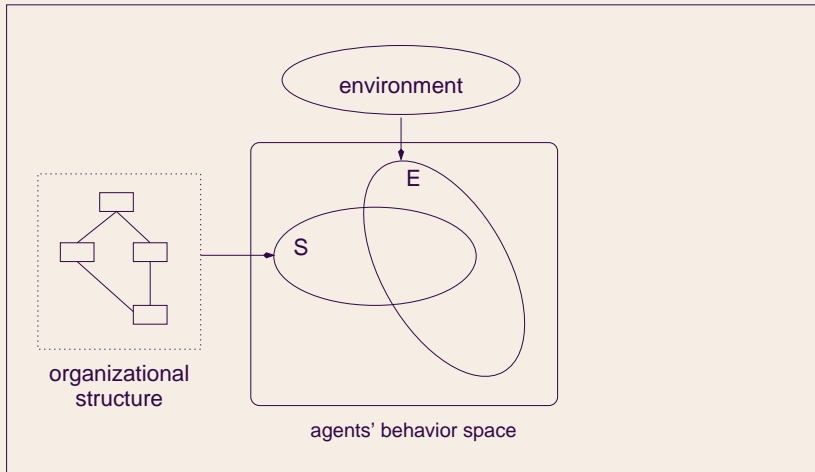 environment
E
S
organizational
structure
agents' behavior space